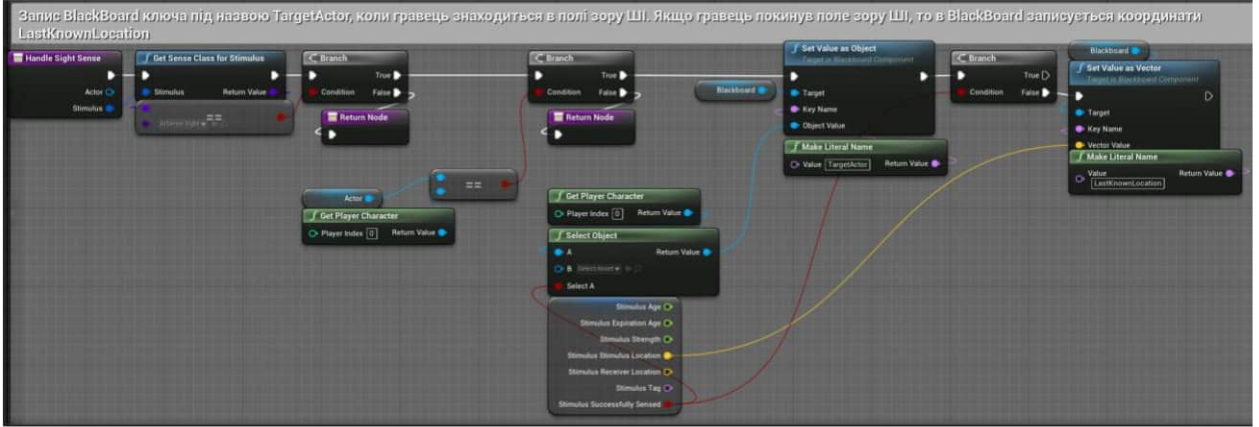 Запис BlackBoard ключа під назвою TargetActor, коли гравець знаходиться в полі зору ШІ. Якщо гравець покинув поле зору ШІ, то в BlackBoard записується координати
LastKnownLocation
Handle Sight Sense
Actor
Stimulus
Get Sense Class for Stimulus
Stimulus Return Value
==
Branch
True
Condition False
Return Node
Actor
==
Get Player Character
Player Index 0 Return Value
Branch
True
Condition False
Return Node
Get Player Character
Player Index 0 Return Value
Select Object
A Return Value
B Select Asset
Select A
Stimulus Age
Stimulus Expiration Age
Stimulus Strength
Stimulus Stimulus Location
Stimulus Receiver Location
Stimulus Tag
Stimulus Successfully Sensed
Blackboard
Set Value as Object
Target is Blackboard Component
Target
Key Name
Object Value
Make Literal Name
Value TargetActor Return Value
Branch
True
Condition False
Blackboard
Set Value as Vector
Target is Blackboard Component
Target
Key Name
Vector Value
Make Literal Name
Value Return Value
LastKnownLocation